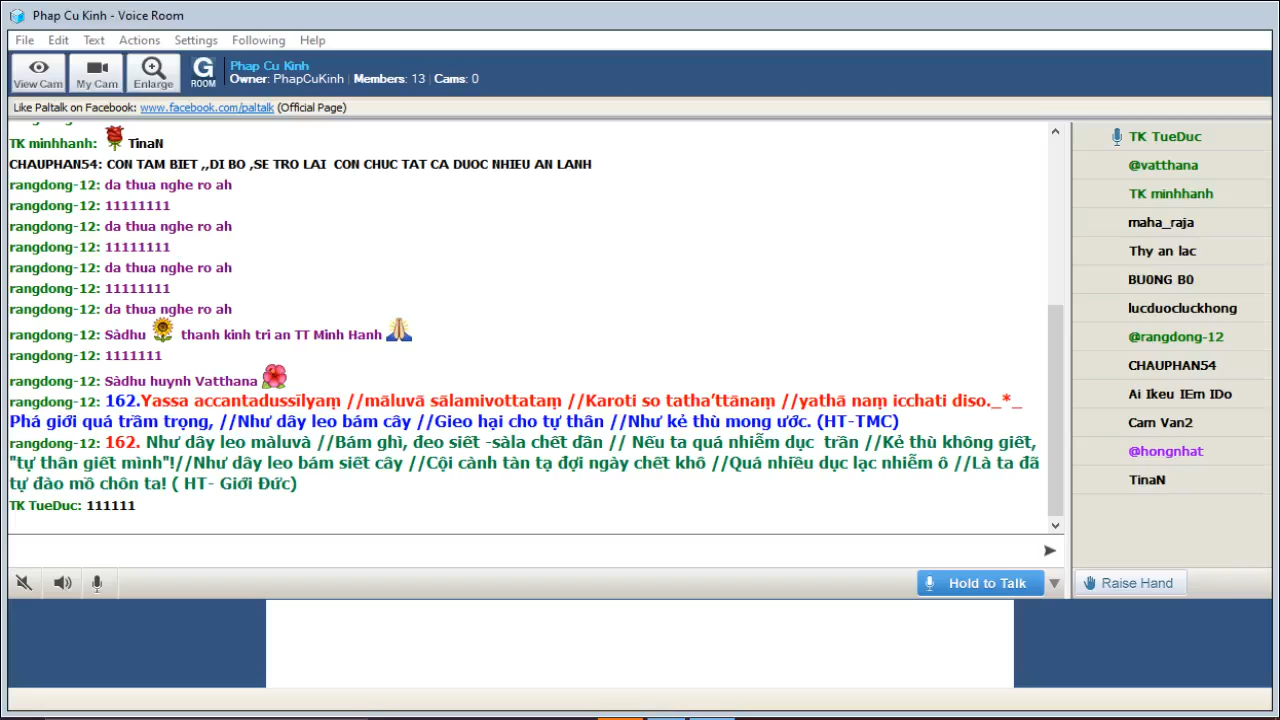 Phap Cu Kinh - Voice Room
File Edit Text Actions Settings Following Help
View Cam My Cam Enlarge G ROOM
Phap Cu Kinh
Owner: PhapCuKinh | Members: 13 | Cams: 0
Like Paltalk on Facebook: www.facebook.com/paltalk (Official Page)
TK minhhanh: TinaN
CHAUPHAN54: CON TAM BIET ,,DI BO ,SE TRO LAI CON CHUC TAT CA DUOC NHIEU AN LANH
rangdong-12: da thua nghe ro ah
rangdong-12: 11111111
rangdong-12: da thua nghe ro ah
rangdong-12: 11111111
rangdong-12: da thua nghe ro ah
rangdong-12: 11111111
rangdong-12: da thua nghe ro ah
rangdong-12: Sàdhu thanh kính tri ân TT Minh Hanh
rangdong-12: 1111111
rangdong-12: Sàdhu huynh Vatthana
rangdong-12: 162.Yassa accantadussīlyaṃ //māluvā sālamivottataṃ //Karoti so tatha’ttānaṃ //yathā naṃ icchati diso._*_
Phá giới quá trầm trọng, //Như dây leo bám cây //Gieo hại cho tự thân //Như kẻ thù mong ước. (HT-TMC)
rangdong-12: 162. Như dây leo màluvà //Bám ghì, đeo siết -sàla chết dần // Nếu ta quá nhiễm dục trần //Kẻ thù không giết,
"tự thân giết mình"!//Như dây leo bám siết cây //Cội cành tàn tạ đợi ngày chết khô //Quá nhiều dục lạc nhiễm ô //Là ta đã
tự đào mồ chôn ta! ( HT- Giới Đức)
TK TueDuc: 111111
Hold to Talk
TK TueDuc
@vatthana
TK minhhanh
maha_raja
Thy an lac
BU0NG B0
lucduocluckhong
@rangdong-12
CHAUPHAN54
Ai Ikeu IEm IDo
Cam Van2
@hongnhat
TinaN
Raise Hand